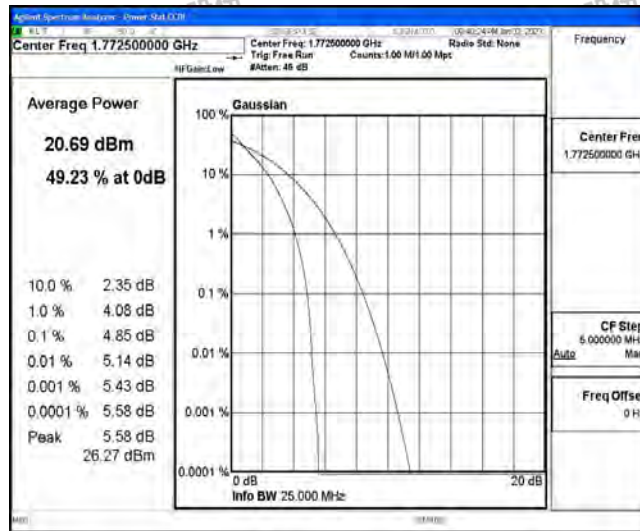 Agilent Spectrum Analyzer - Power Stat CCDF
Center Freq 1.772500000 GHz
Center Freq: 1.772500000 GHz
Radio Std: None
Trig: Free Run
Counts:1.00 M/1.00 Mpt
#IFGain:Low
#Atten: 46 dB
Frequency
Average Power
20.69 dBm
49.23 % at 0dB
10.0 % 2.35 dB
1.0 % 4.08 dB
0.1 % 4.85 dB
0.01 % 5.14 dB
0.001 % 5.43 dB
0.0001 % 5.58 dB
Peak 5.58 dB
26.27 dBm
Gaussian
100 %
10 %
1 %
0.1 %
0.01 %
0.001 %
0.0001 %
0 dB
20 dB
Info BW 25.000 MHz
Center Fre
1.772500000 GH
CF Step
5.000000 MH
Auto Ma
Freq Offse
0 H